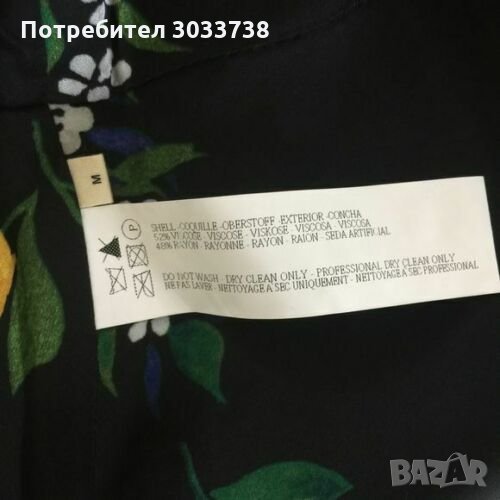 Потребител 3033738
M
P
SHELL-COQUILLE-OBERSTOFF-EXTERIOR-CONCHA
52%VISCOSE-VISCOSE-VISKOSE-VISCOSA-VISCOSA
48%RAYON-RAYONNE-RAYON-RAION-SEDA ARTIFICIAL
DO NOT WASH-DRY CLEAN ONLY-PROFESSIONAL DRY CLEAN ONLY
NE PAS LAVER-NETTOYAGE A SEC UNIQUEMENT-NETTOYAGE A SEC PROFESSIONAL
BAZAR